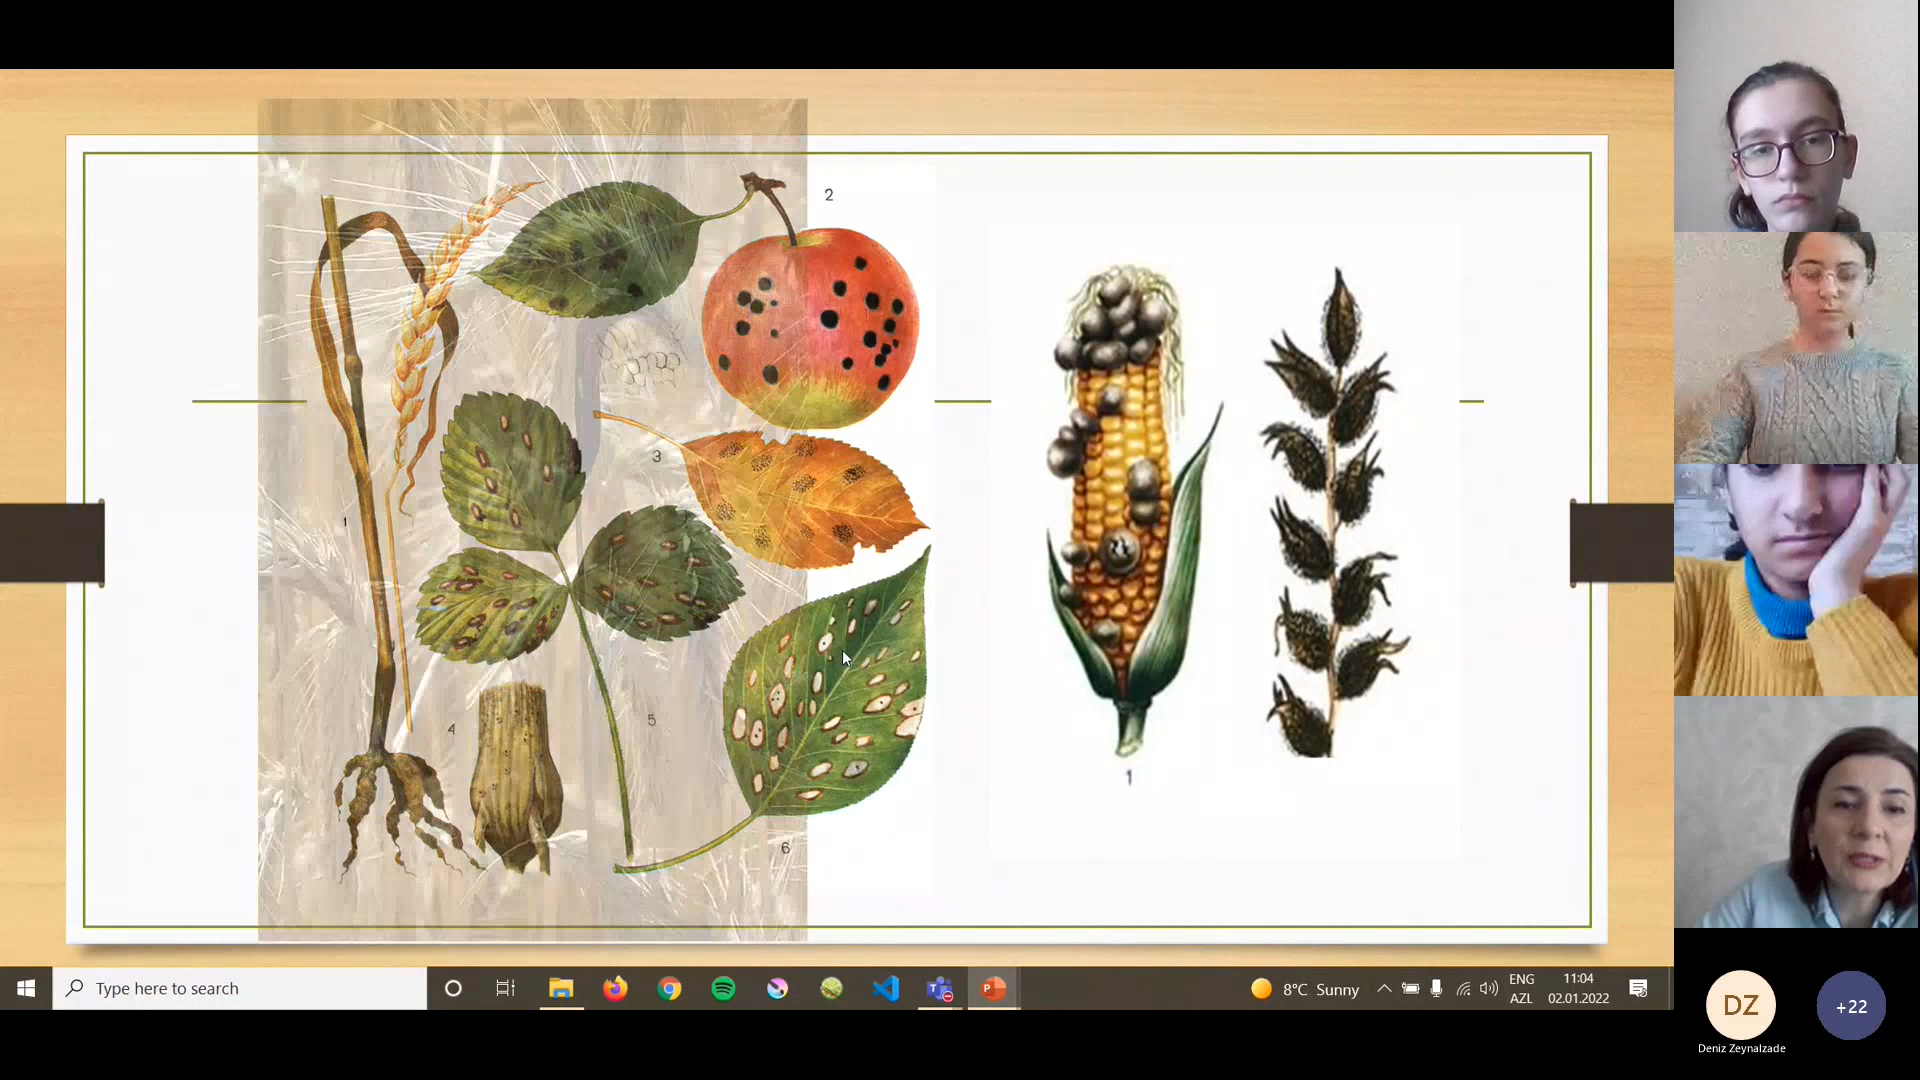 2
3
1
4
5
6
1
Type here to search
8°C Sunny
ENG
AZL
11:04
02.01.2022
DZ
Deniz Zeynalzade
+22